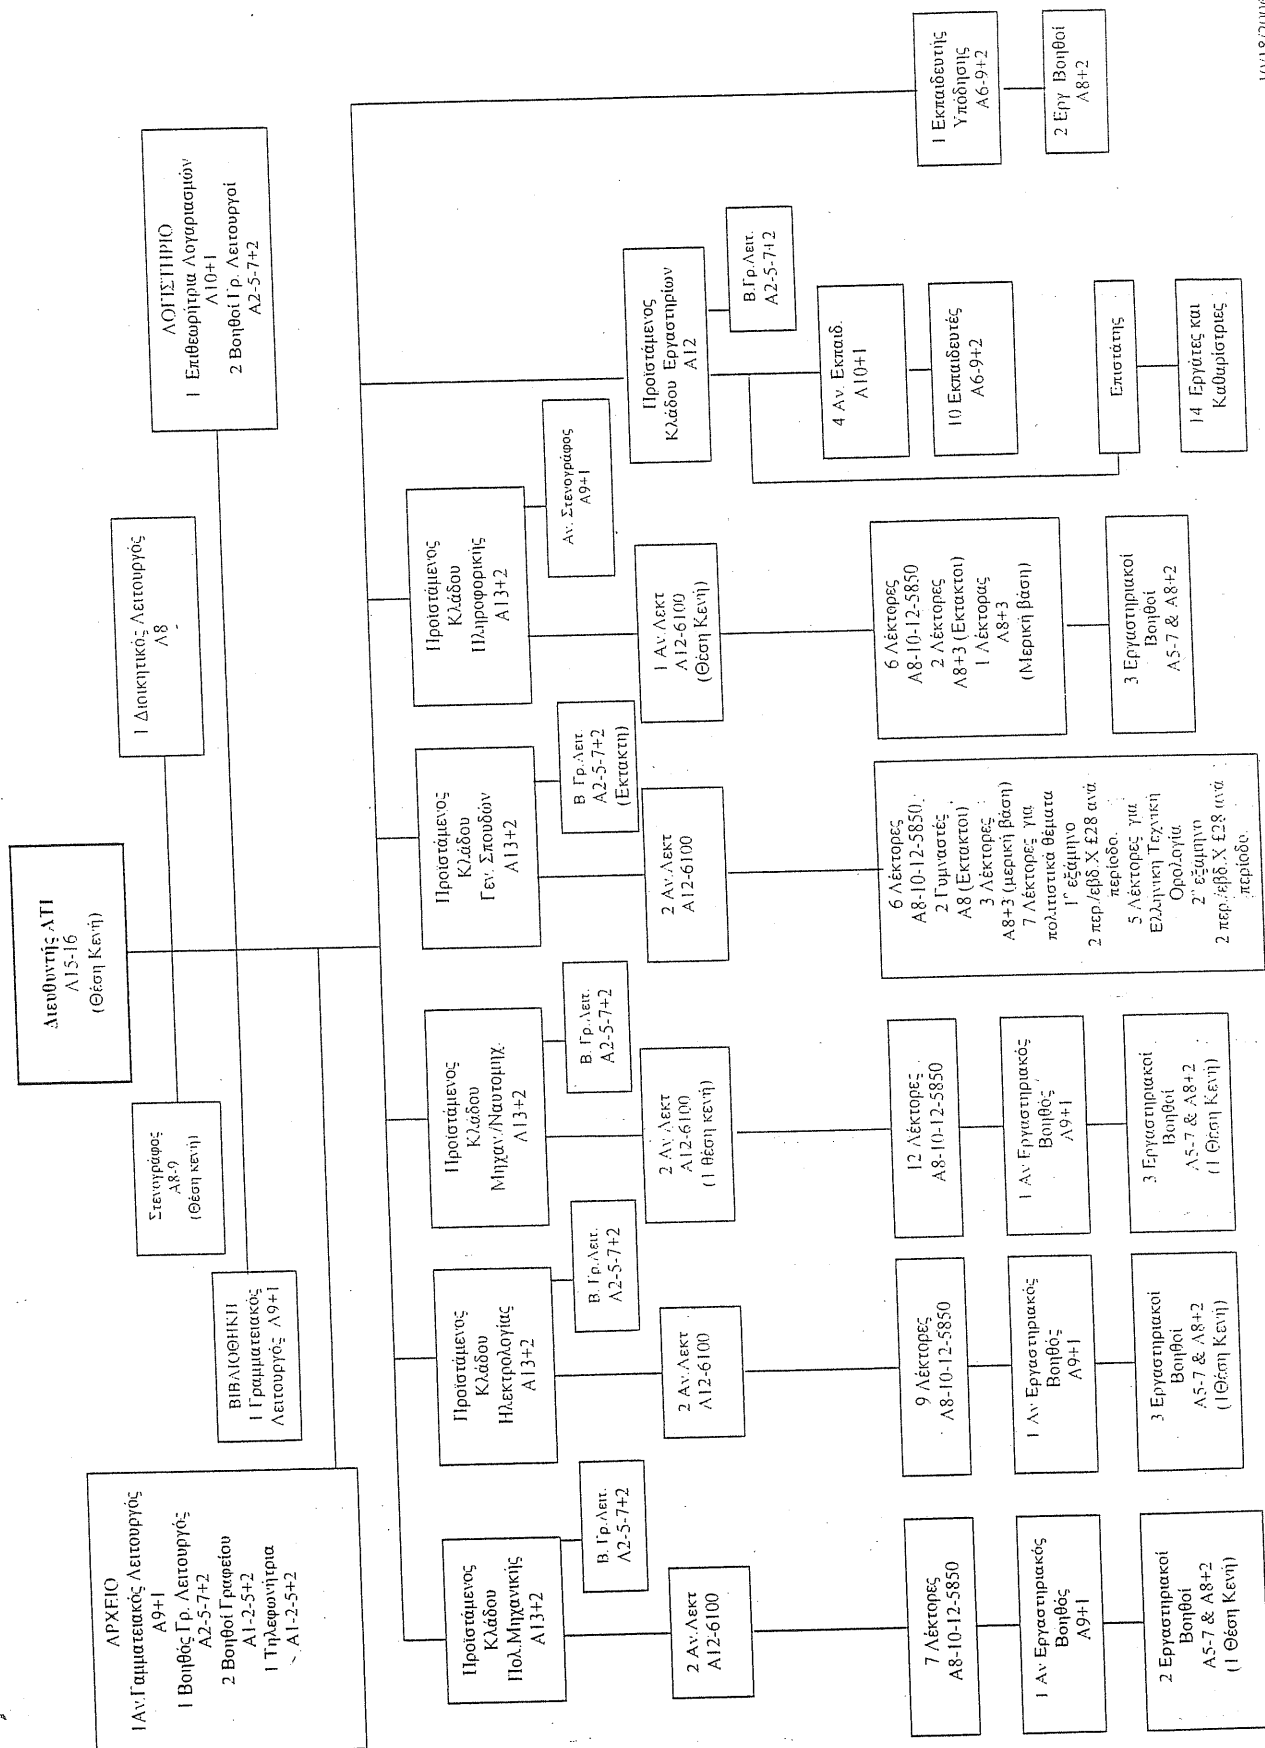 Διευθυντής ΑΤΙ
Α15-16
(Θέση Κενή)
Στενογράφος
Α8-9
(Θέση κενή)
1 Διοικητικός Λειτουργός
Α8
ΒΙΒΛΙΟΘΗΚΗ
1 Γραμματειακός
Λειτουργός Α9+1
ΛΟΓΙΣΤΗΡΙΟ
1 Επιθεωρήτρια Λογαριασμών
Α10+1
2 Βοηθοί Γρ. Λειτουργοί
Α2-5-7+2
ΑΡΧΕΙΟ
1Αν.Γαμματειακός Λειτουργός
Α9+1
1 Βοηθός Γρ. Λειτουργός
Α2-5-7+2
2 Βοηθοί Γραφείου
Α1-2-5+2
1 Τηλεφωνήτρια
Α1-2-5+2
Προϊστάμενος
Κλάδου
Πολ.Μηχανικής
Α13+2
Β. Γρ.Λειτ.
Α2-5-7+2
2 Αν.Λεκτ
Α12-6100
7 Λέκτορες
Α8-10-12-5850
1 Αν Εργαστηριακός
Βοηθός
Α9+1
2 Εργαστηριακοί
Βοηθοί
Α5-7 & Α8+2
(1 Θέση Κενή)
Προϊστάμενος
Κλάδου
Ηλεκτρολογίας
Α13+2
Β. Γρ.Λειτ.
Α2-5-7+2
2 Αν.Λεκτ
Α12-6100
9 Λέκτορες
Α8-10-12-5850
1 Αν Εργαστηριακός
Βοηθός
Α9+1
3 Εργαστηριακοί
Βοηθοί
Α5-7 & Α8+2
(1Θέση Κενή)
Προϊστάμενος
Κλάδου
Μηχαν./Ναυτομηχ.
Α13+2
Β. Γρ.Λειτ.
Α2-5-7+2
2 Αν.Λεκτ
Α12-6100
(1 θέση κενή)
12 Λέκτορες
Α8-10-12-5850
1 Αν Εργαστηριακός
Βοηθός
Α9+1
3 Εργαστηριακοί
Βοηθοί
Α5-7 & Α8+2
(1 Θέση Κενή)
Προϊστάμενος
Κλάδου
Γεν. Σπουδών
Α13+2
Β Γρ.Λειτ.
Α2-5-7+2
(Εκτακτη)
2 Αν.Λεκτ
Α12-6100
6 Λέκτορες
Α8-10-12-5850
2 Γυμναστές
Α8 (Εκτακτοι)
3 Λέκτορες
Α8+3 (μερική βάση)
7 Λέκτορες για
πολιτιστικά θέματα
1º εξάμηνο
2 περ./εβδ.Χ £28 ανά
περίοδο.
5 Λέκτορες για
Ελληνική Τεχνική
Ορολογία
2º εξάμηνο
2 περ./εβδ.Χ £28 ανά
περίοδο.
Προϊστάμενος
Κλάδου
Πληροφορικής
Α13+2
Αν. Στενογράφος
Α9+1
1 Αν.Λεκτ
Α12-6100
(Θέση Κενή)
6 Λέκτορες
Α8-10-12-5850
2 Λέκτορες
Α8+3 (Εκτακτοι)
1 Λέκτορας
Α8+3
(Μερική βάση)
3 Εργαστηριακοί
Βοηθοί
Α5-7 & Α8+2
Προϊστάμενος
Κλάδου Εργαστηρίων
Α12
Β.Γρ.Λειτ.
Α2-5-7+2
4 Αν. Εκπαιδ.
Α10+1
10 Εκπαιδευτές
Α6-9+2
Επιστάτης
14 Εργάτες και
Καθαρίστριες
1 Εκπαιδευτής
Υπόδησης
Α6-9+2
2 Εργ Βοηθοί
Α8+2